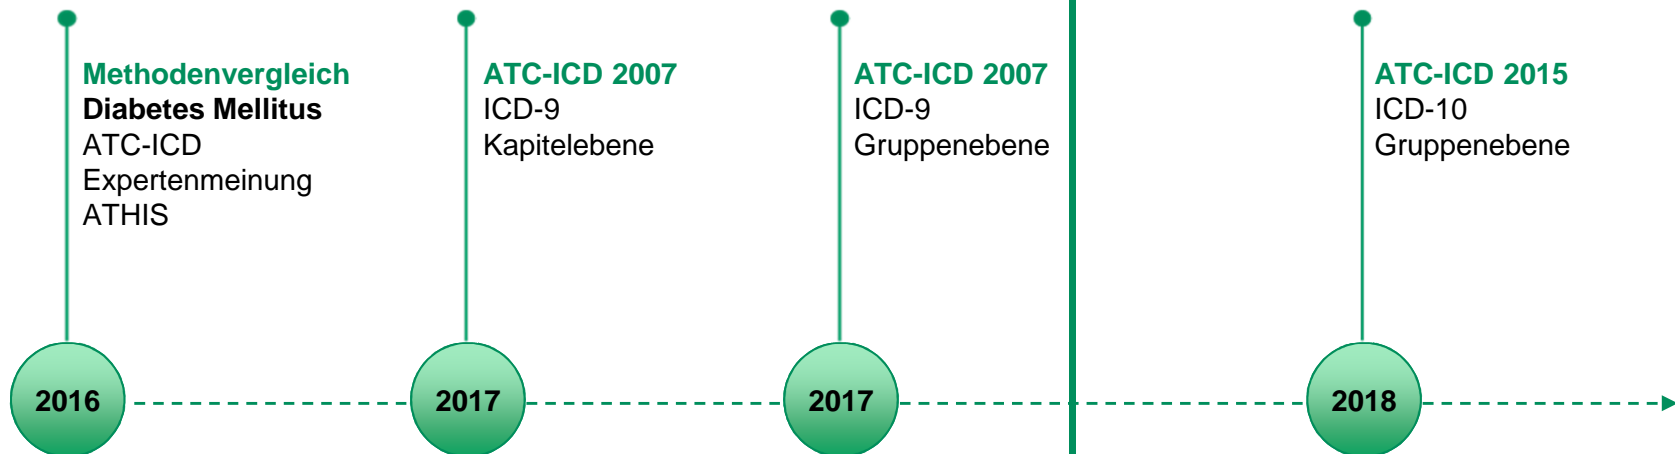 Methodenvergleich
Diabetes Mellitus
ATC-ICD
Expertenmeinung
ATHIS
2016
ATC-ICD 2007
ICD-9
Kapitelebene
2017
ATC-ICD 2007
ICD-9
Gruppenebene
2017
ATC-ICD 2015
ICD-10
Gruppenebene
2018